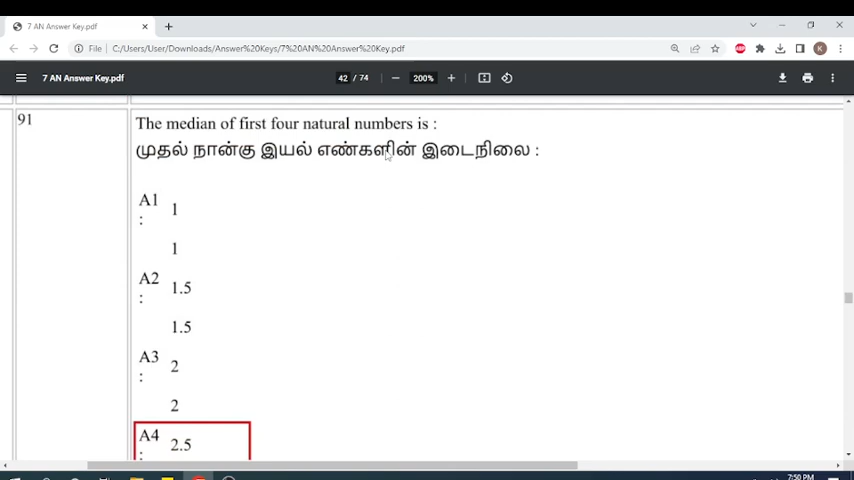 7 AN Answer Key.pdf
File
C:/Users/User/Downloads/Answer%20Keys/7%20AN%20Answer%20Key.pdf
ABP
K
7 AN Answer Key.pdf
42 / 74
200%
91
The median of first four natural numbers is :
முதல் நான்கு இயல் எண்களின் இடைநிலை :
A1 1
:
1
A2 1.5
:
1.5
A3 2
:
2
A4 2.5
:
7:50 PM